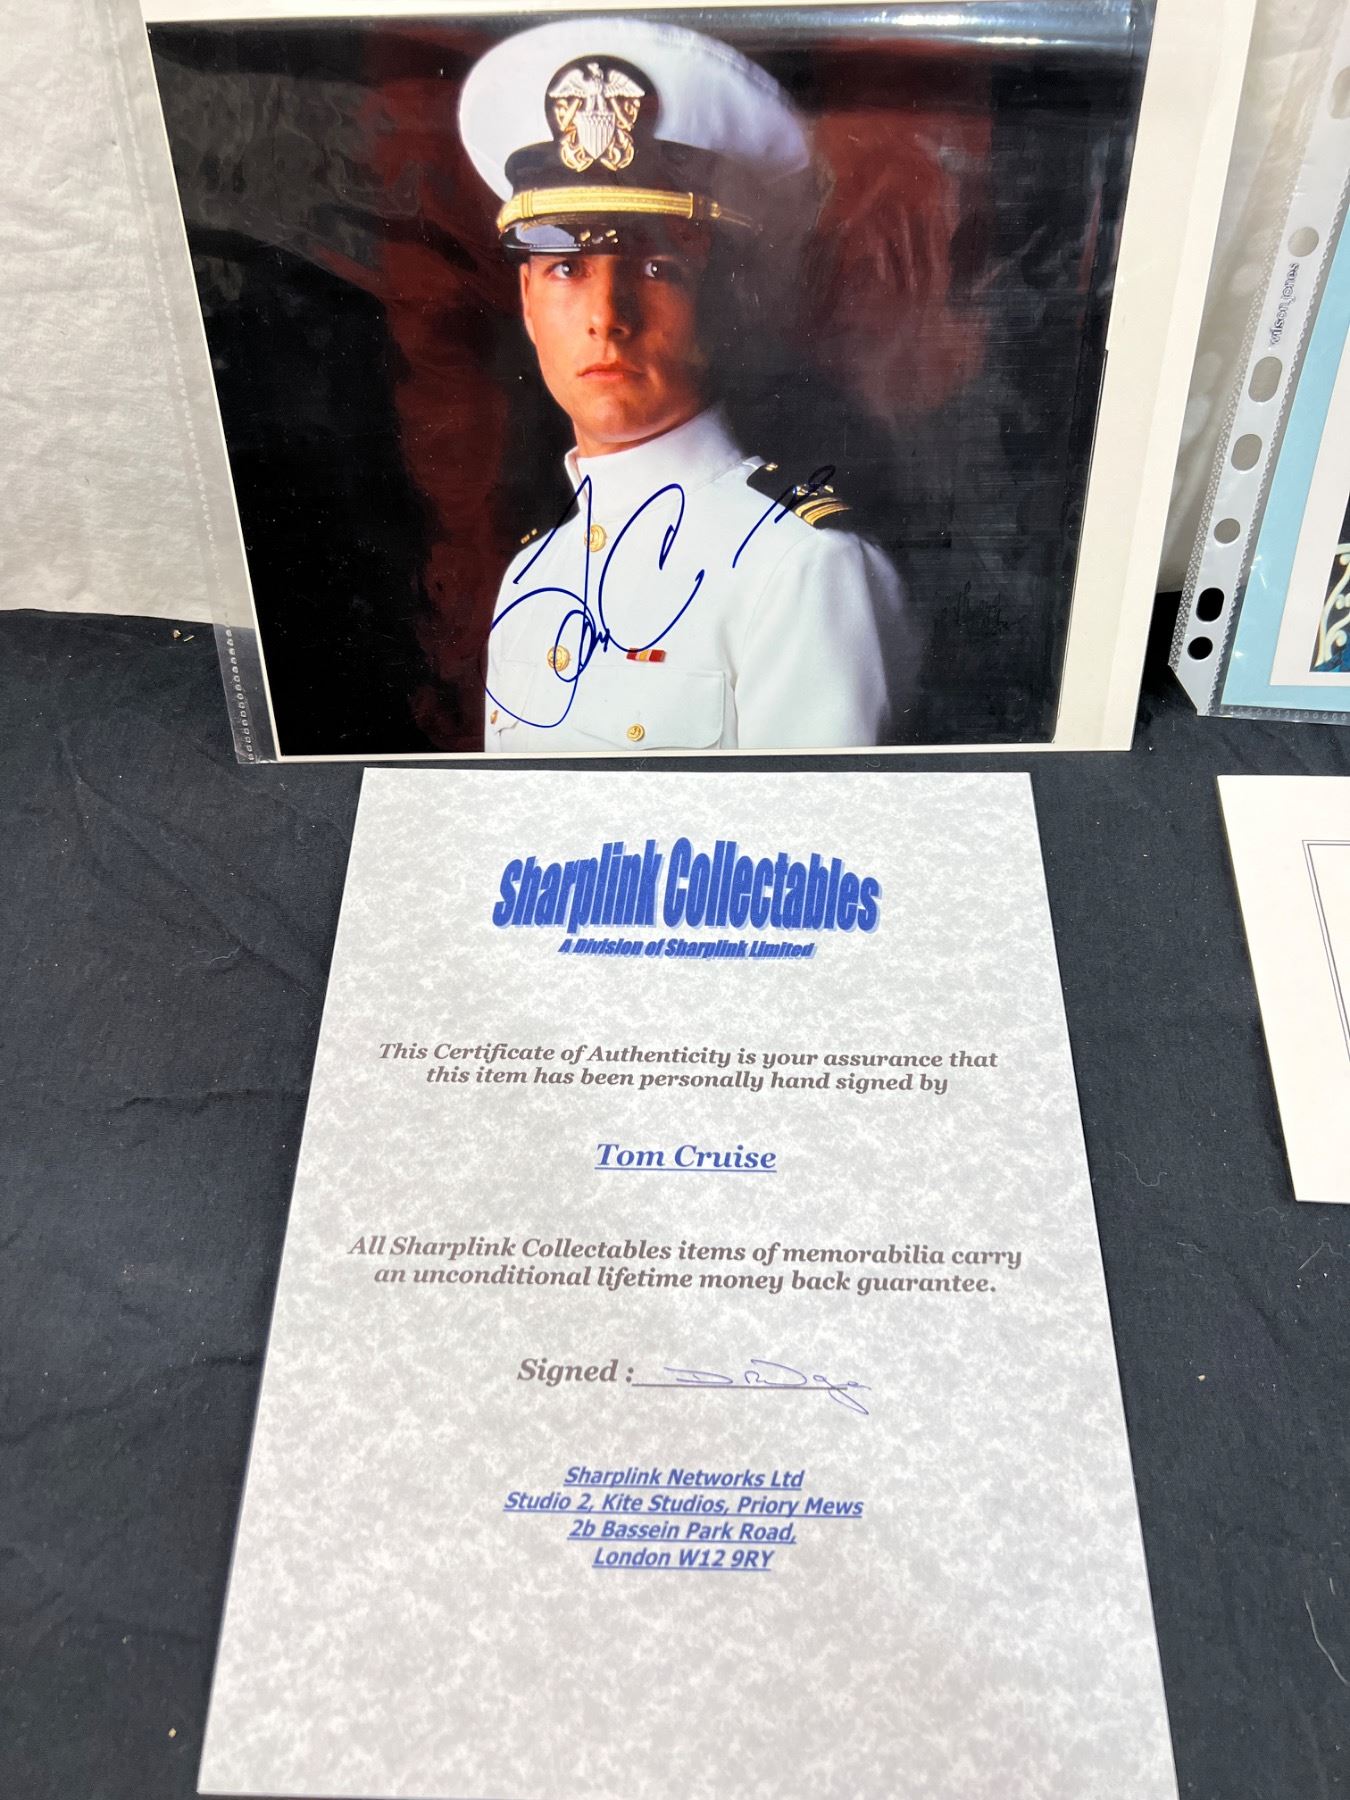 wilson jones
Sharplink Collectables
A Division of Sharplink Limited
This Certificate of Authenticity is your assurance that
this item has been personally hand signed by
Tom Cruise
All Sharplink Collectables items of memorabilia carry
an unconditional lifetime money back guarantee.
Signed :
Sharplink Networks Ltd
Studio 2, Kite Studios, Priory Mews
2b Bassein Park Road,
London W12 9RY